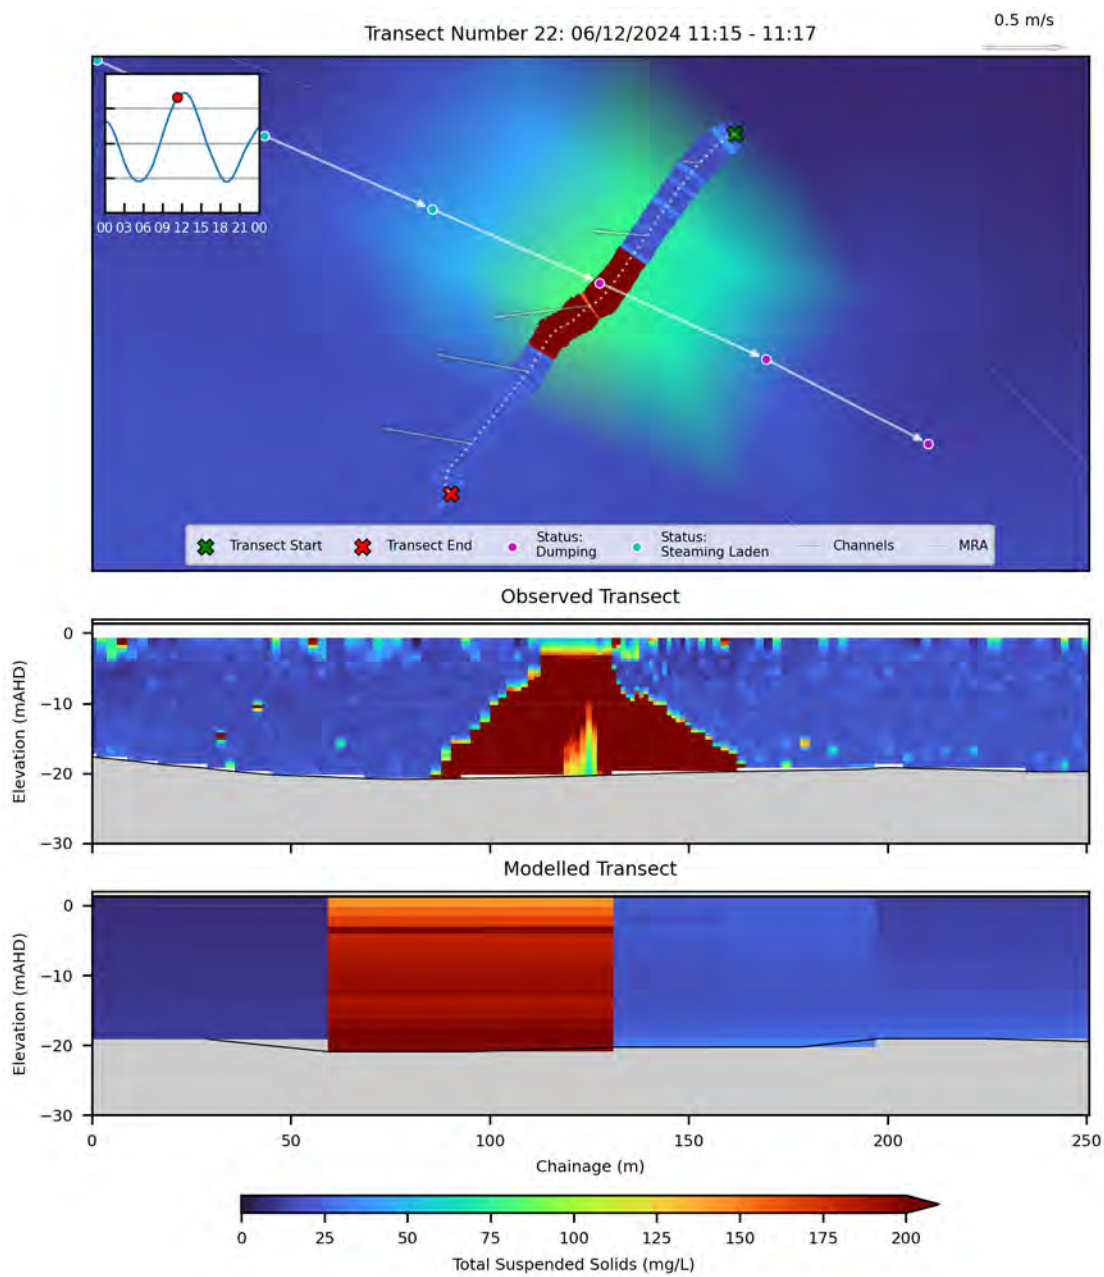 0.5 m/s
Transect Number 22: 06/12/2024 11:15 - 11:17
00 03 06 09 12 15 18 21 00
Transect Start
Transect End
Status:
Dumping
Status:
Steaming Laden
Channels
MRA
Observed Transect
Elevation (mAHD)
0
−10
−20
−30
Modelled Transect
Elevation (mAHD)
0
−10
−20
−30
0 50 100 150 200 250
Chainage (m)
0 25 50 75 100 125 150 175 200
Total Suspended Solids (mg/L)